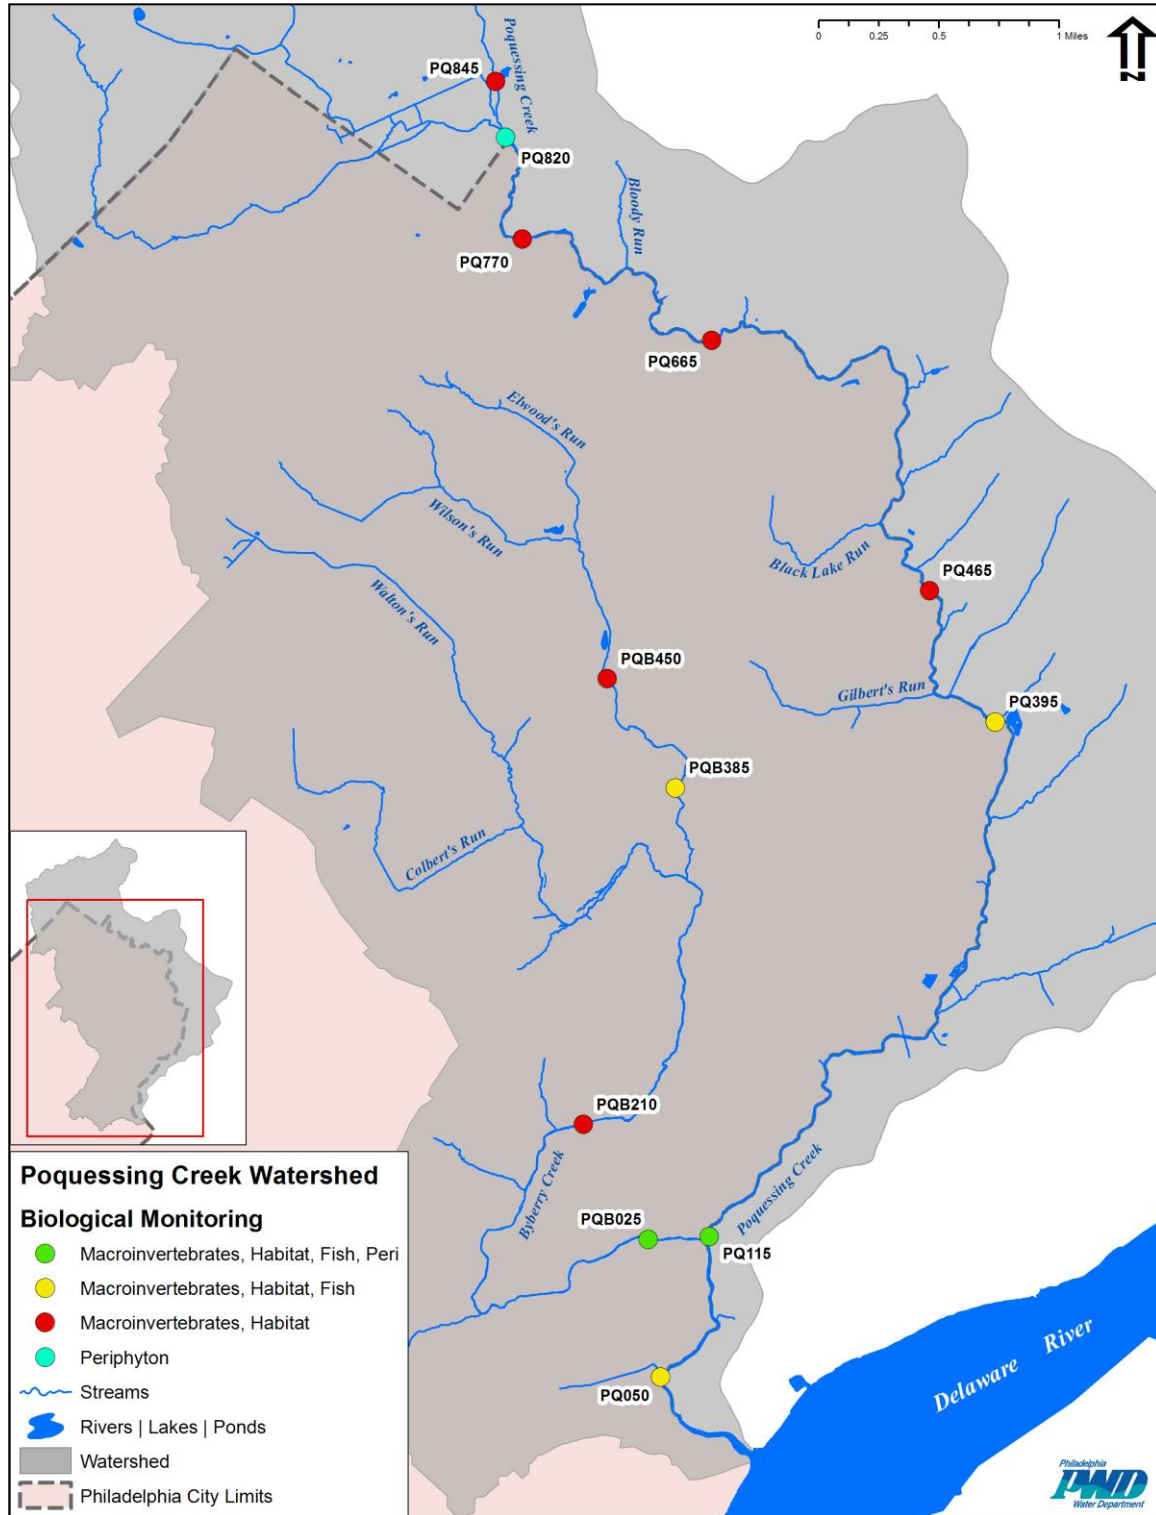 0 0.25 0.5 1 Miles
N
PQ845
Poquessing Creek
PQ820
Bloody Run
PQ770
PQ665
Elwood's Run
Wilson's Run
Black Lake Run
PQ465
Walton's Run
PQB450
Gilbert's Run
PQ395
PQB385
Colbert's Run
PQB210
Byberry Creek
Poquessing Creek
PQB025
PQ115
PQ050
Delaware River
Poquessing Creek Watershed
Biological Monitoring
Macroinvertebrates, Habitat, Fish, Peri
Macroinvertebrates, Habitat, Fish
Macroinvertebrates, Habitat
Periphyton
Streams
Rivers | Lakes | Ponds
Watershed
Philadelphia City Limits
Philadelphia
PWD
Water Department